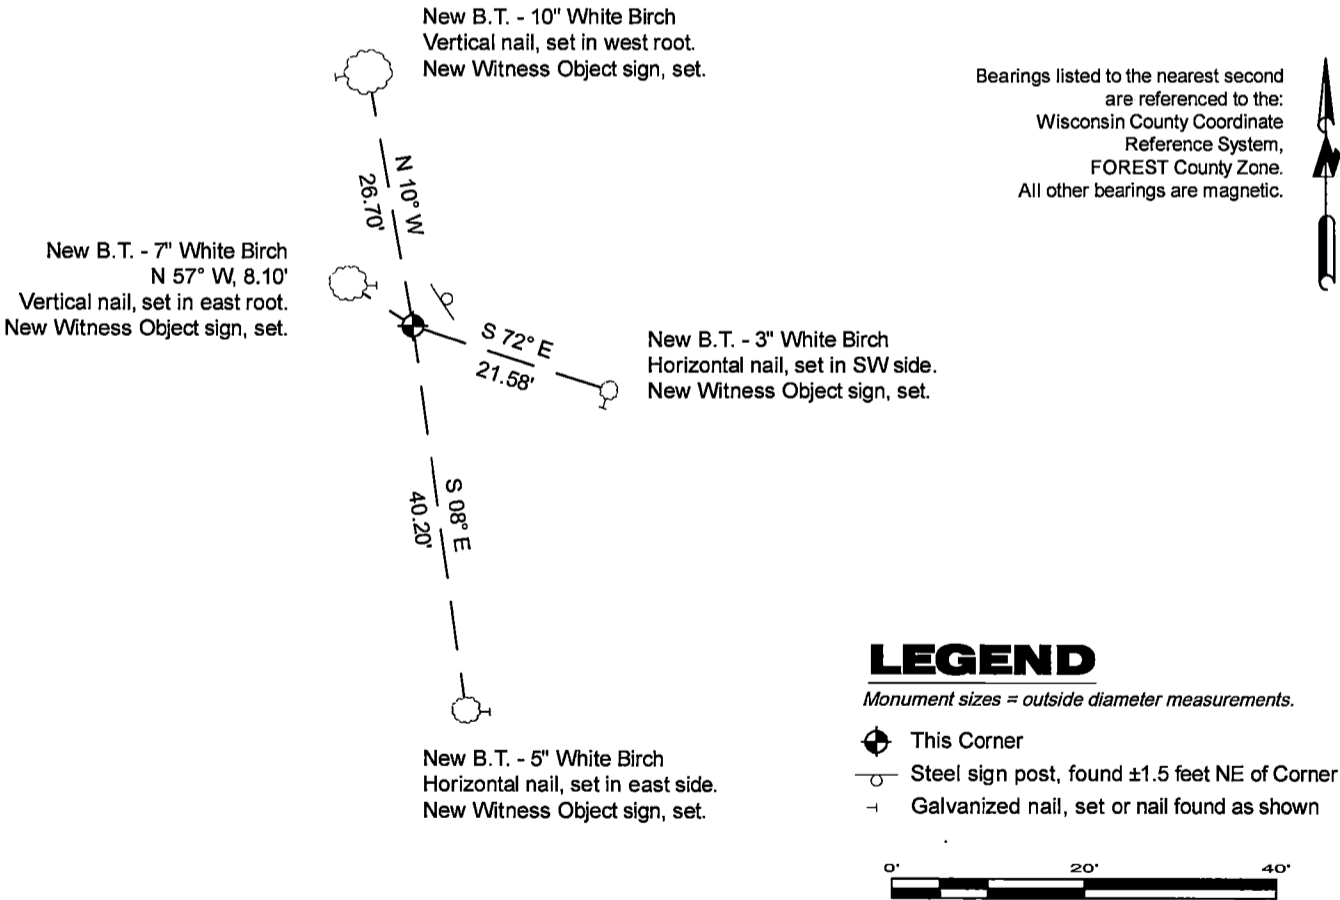 New B.T. - 10" White Birch
Vertical nail, set in west root.
New Witness Object sign, set.
Bearings listed to the nearest second
are referenced to the:
Wisconsin County Coordinate
Reference System,
FOREST County Zone.
All other bearings are magnetic.
N
N 10° W
26.70'
New B.T. - 7" White Birch
N 57° W, 8.10'
Vertical nail, set in east root.
New Witness Object sign, set.
S 72° E
21.58'
New B.T. - 3" White Birch
Horizontal nail, set in SW side.
New Witness Object sign, set.
S 08° E
40.20'
New B.T. - 5" White Birch
Horizontal nail, set in east side.
New Witness Object sign, set.
LEGEND
Monument sizes = outside diameter measurements.
This Corner
Steel sign post, found ±1.5 feet NE of Corner
Galvanized nail, set or nail found as shown
0' 20' 40'